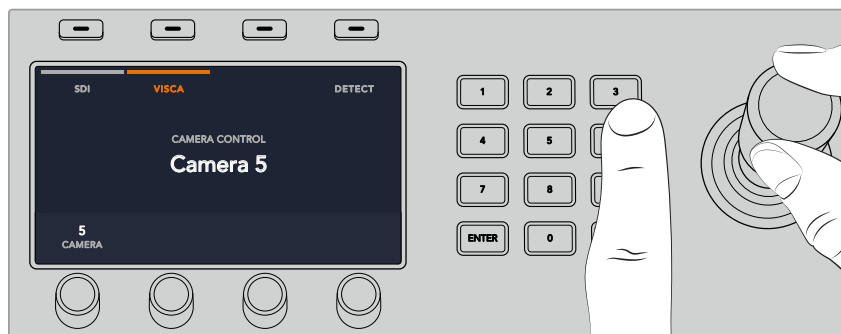 SDI VISCA DETECT
CAMERA CONTROL
Camera 5
5
CAMERA
1 2 3
4 5
7 8
ENTER 0